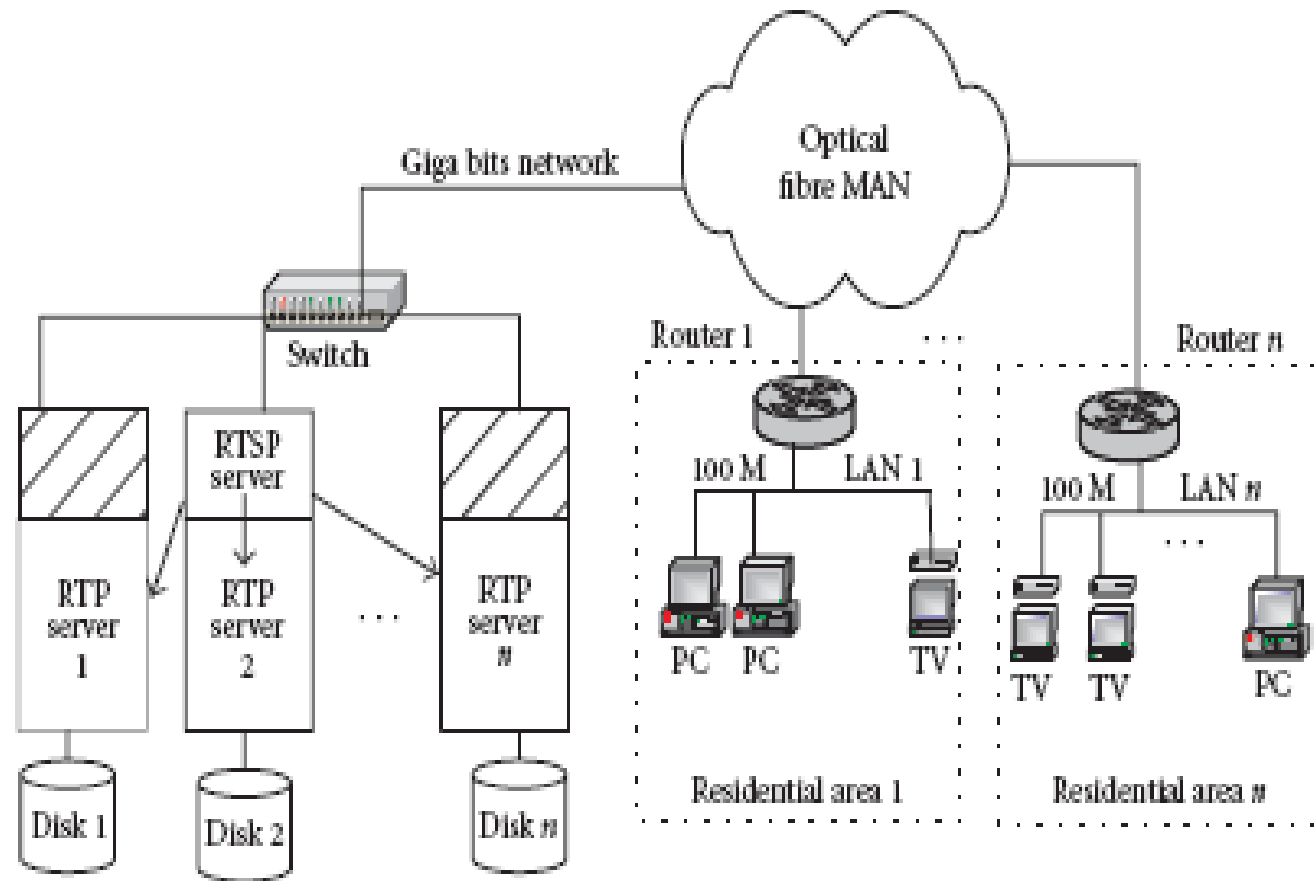 Optical
fibre MAN
Giga bits network
Switch
Router 1
...
Router n
RTSP
server
100 M
LAN 1
100 M
LAN n
...
RTP
server
1
RTP
server
2
...
RTP
server
n
PC
PC
TV
TV
TV
PC
Disk 1
Disk 2
Disk n
Residential area 1
Residential area n